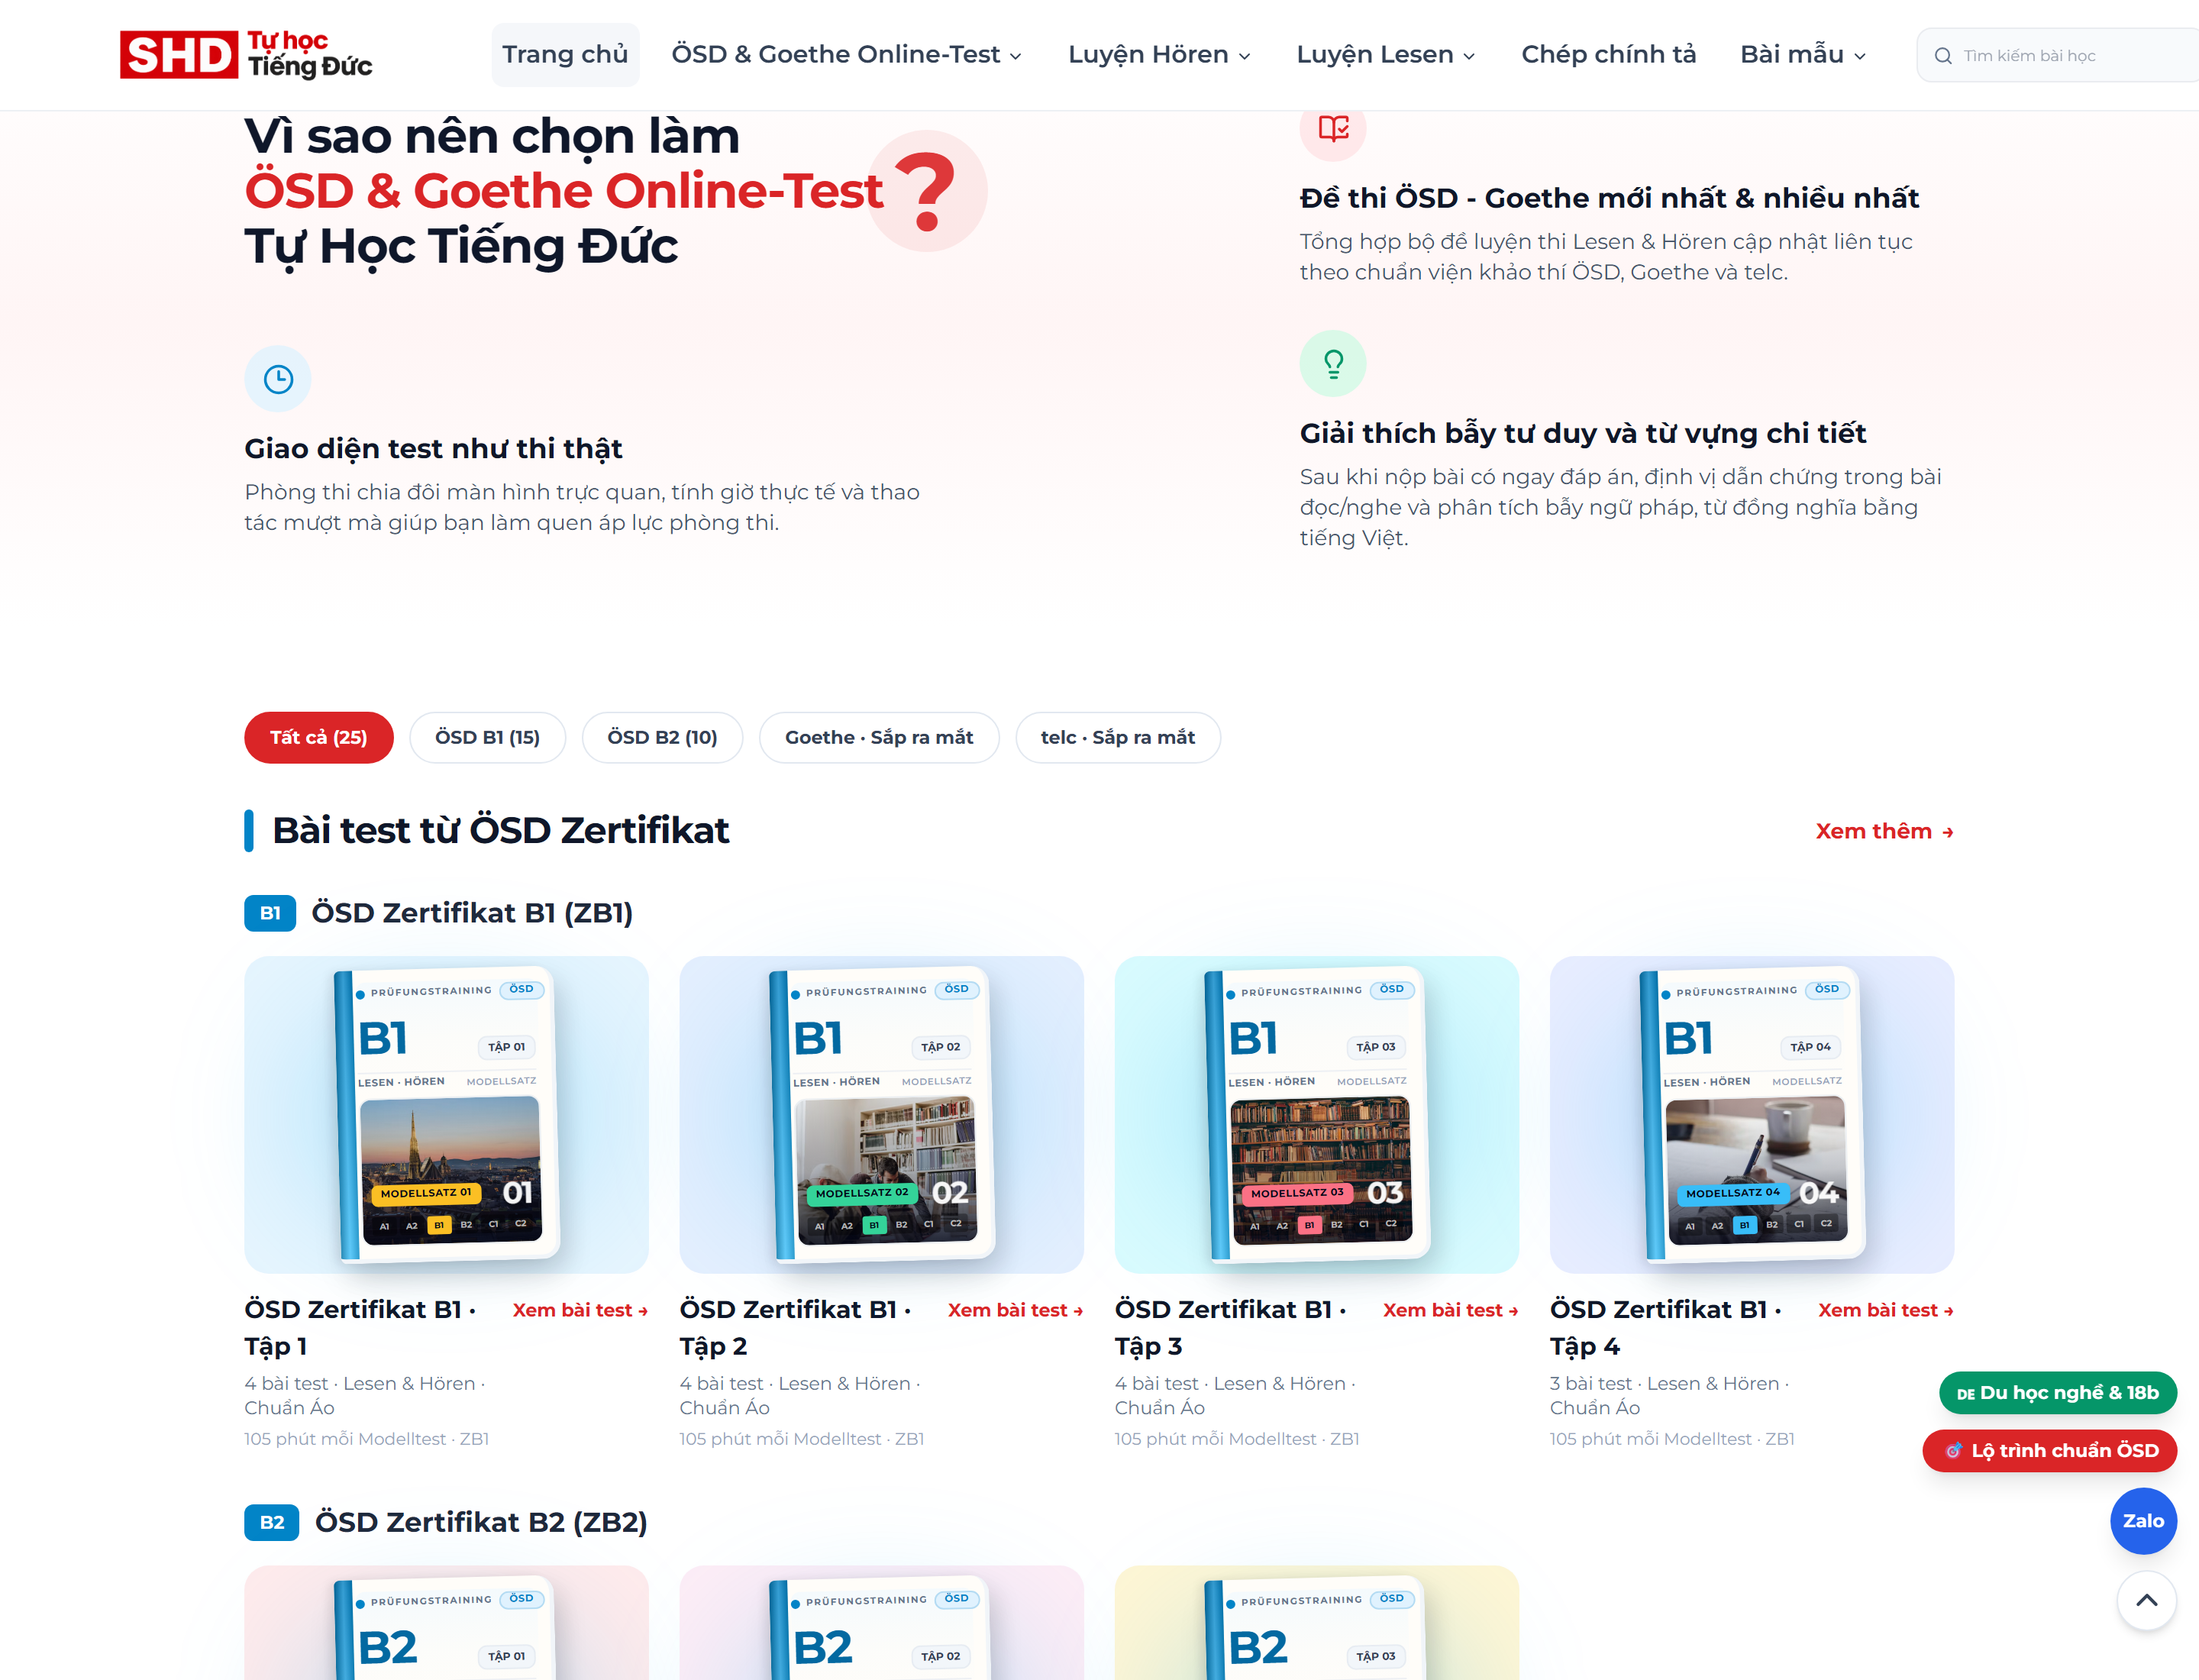 SHD Tự học
Tiếng Đức
Trang chủ
ÖSD & Goethe Online-Test
Luyện Hören
Luyện Lesen
Chép chính tả
Bài mẫu
Tìm kiếm bài học
Vì sao nên chọn làm
ÖSD & Goethe Online-Test
Tự Học Tiếng Đức
?
Đề thi ÖSD - Goethe mới nhất & nhiều nhất
Tổng hợp bộ đề luyện thi Lesen & Hören cập nhật liên tục
theo chuẩn viện khảo thí ÖSD, Goethe và telc.
Giao diện test như thi thật
Phòng thi chia đôi màn hình trực quan, tính giờ thực tế và thao
tác mượt mà giúp bạn làm quen áp lực phòng thi.
Giải thích bẫy tư duy và từ vựng chi tiết
Sau khi nộp bài có ngay đáp án, định vị dẫn chứng trong bài
đọc/nghe và phân tích bẫy ngữ pháp, từ đồng nghĩa bằng
tiếng Việt.
Tất cả (25)
ÖSD B1 (15)
ÖSD B2 (10)
Goethe · Sắp ra mắt
telc · Sắp ra mắt
Bài test từ ÖSD Zertifikat
Xem thêm →
B1 ÖSD Zertifikat B1 (ZB1)
PRÜFUNGSTRAINING ÖSD
B1
TẬP 01
LESEN · HÖREN MODELLSATZ
MODELLSATZ 01 01
A1 A2 B1 B2 C1 C2
PRÜFUNGSTRAINING ÖSD
B1
TẬP 02
LESEN · HÖREN MODELLSATZ
MODELLSATZ 02 02
A1 A2 B1 B2 C1 C2
PRÜFUNGSTRAINING ÖSD
B1
TẬP 03
LESEN · HÖREN MODELLSATZ
MODELLSATZ 03 03
A1 A2 B1 B2 C1 C2
PRÜFUNGSTRAINING ÖSD
B1
TẬP 04
LESEN · HÖREN MODELLSATZ
MODELLSATZ 04 04
A1 A2 B1 B2 C1 C2
ÖSD Zertifikat B1 ·
Tập 1
Xem bài test →
4 bài test · Lesen & Hören ·
Chuẩn Áo
105 phút mỗi Modelltest · ZB1
ÖSD Zertifikat B1 ·
Tập 2
Xem bài test →
4 bài test · Lesen & Hören ·
Chuẩn Áo
105 phút mỗi Modelltest · ZB1
ÖSD Zertifikat B1 ·
Tập 3
Xem bài test →
4 bài test · Lesen & Hören ·
Chuẩn Áo
105 phút mỗi Modelltest · ZB1
ÖSD Zertifikat B1 ·
Tập 4
Xem bài test →
3 bài test · Lesen & Hören ·
Chuẩn Áo
105 phút mỗi Modelltest · ZB1
DE Du học nghề & 18b
🎯 Lộ trình chuẩn ÖSD
Zalo
B2 ÖSD Zertifikat B2 (ZB2)
PRÜFUNGSTRAINING ÖSD
B2
TẬP 01
PRÜFUNGSTRAINING ÖSD
B2
TẬP 02
PRÜFUNGSTRAINING ÖSD
B2
TẬP 03